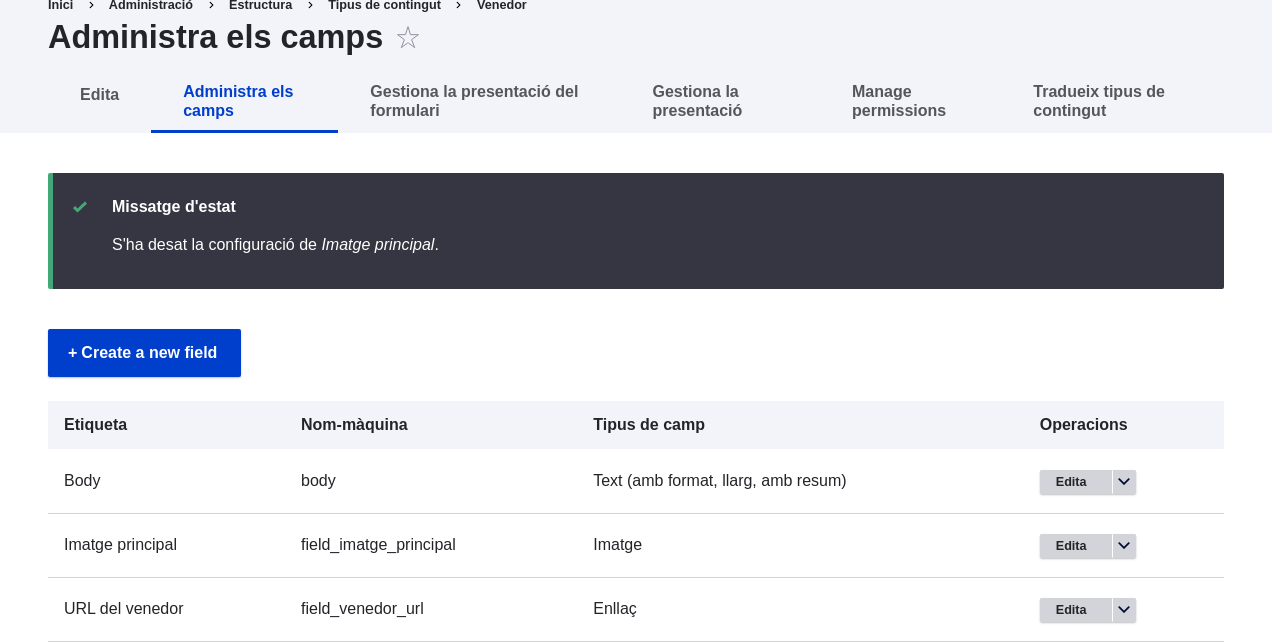 Inici > Administració > Estructura > Tipus de contingut > Venedor
Administra els camps ☆
Edita
Administra els
camps
Gestiona la presentació del
formulari
Gestiona la
presentació
Manage
permissions
Tradueix tipus de
contingut
Missatge d'estat
S'ha desat la configuració de Imatge principal.
+ Create a new field
Etiqueta Nom-màquina Tipus de camp Operacions
Body body Text (amb format, llarg, amb resum) Edita
Imatge principal field_imatge_principal Imatge Edita
URL del venedor field_venedor_url Enllaç Edita